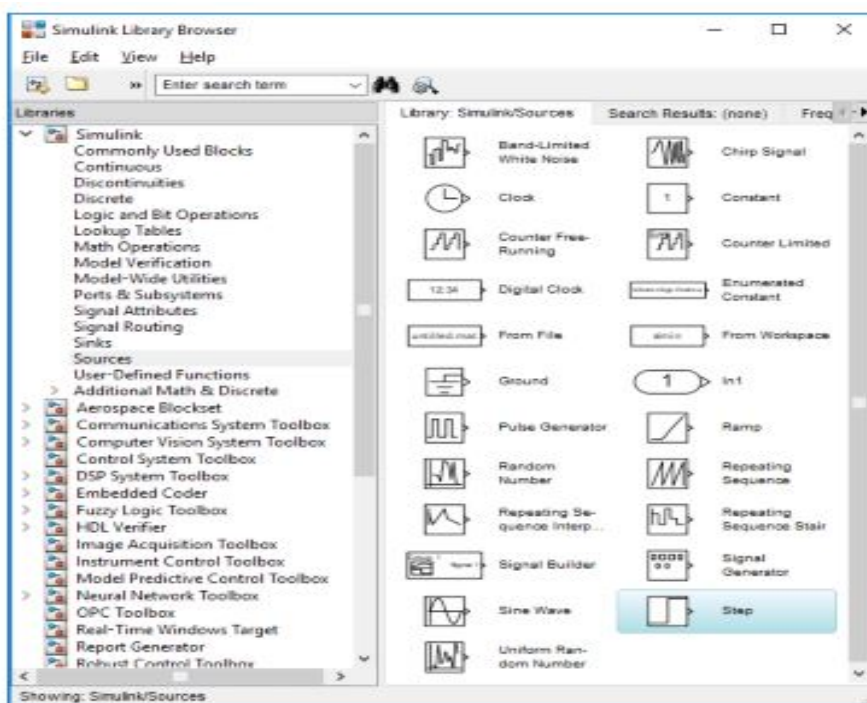 Simulink Library Browser
File Edit View Help
» Enter search term
Libraries
Simulink
Commonly Used Blocks
Continuous
Discontinuities
Discrete
Logic and Bit Operations
Lookup Tables
Math Operations
Model Verification
Model-Wide Utilities
Ports & Subsystems
Signal Attributes
Signal Routing
Sinks
Sources
User-Defined Functions
Additional Math & Discrete
Aerospace Blockset
Communications System Toolbox
Computer Vision System Toolbox
Control System Toolbox
DSP System Toolbox
Embedded Coder
Fuzzy Logic Toolbox
HDL Verifier
Image Acquisition Toolbox
Instrument Control Toolbox
Model Predictive Control Toolbox
Neural Network Toolbox
OPC Toolbox
Real-Time Windows Target
Report Generator
Robust Control Toolbox
Library: Simulink/Sources Search Results: (none) Freq
Band-Limited
White Noise
Chirp Signal
Clock
1 Constant
Counter Free-
Running
Counter Limited
12:34 Digital Clock
Enumerated
Constant
untitled.mat From File
simin From Workspace
Ground
1 In1
Pulse Generator
Ramp
Random
Number
Repeating
Sequence
Repeating Se-
quence Interp...
Repeating
Sequence Stair
Signal Builder
Signal
Generator
Sine Wave
Step
Uniform Ran-
dom Number
Showing: Simulink/Sources